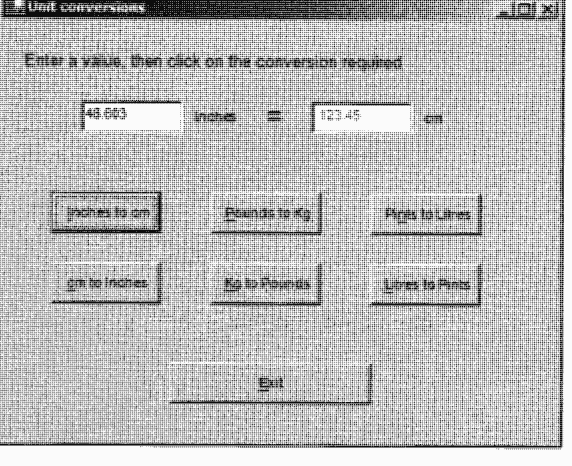 Unit conversions
Enter a value, then click on the conversion required
48.603 inches = 123.45 cm
Inches to cm Pounds to Kg Pints to Litres
cm to Inches Kg to Pounds Litres to Pints
Exit